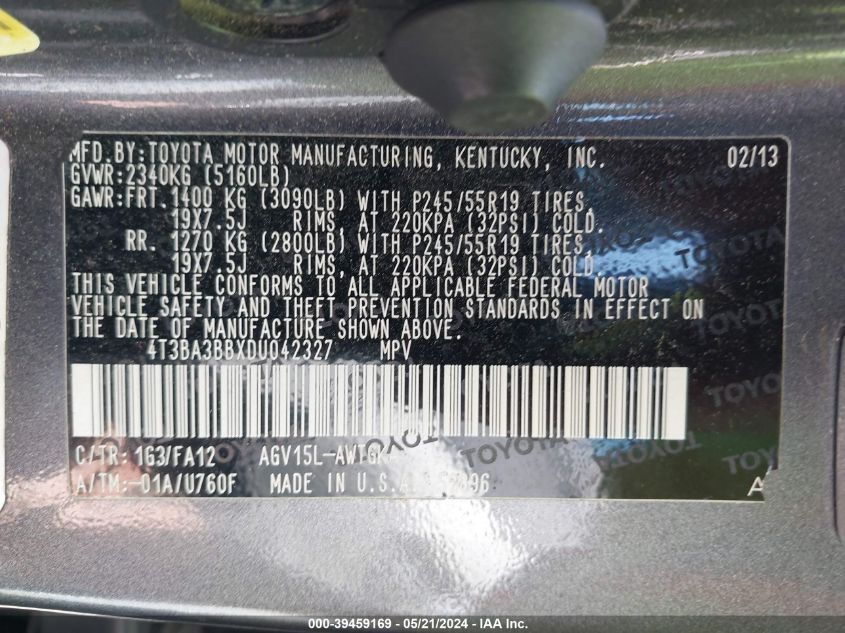 MFD.BY:TOYOTA MOTOR MANUFACTURING, KENTUCKY, INC. 02/13
GVWR:2340KG (5160LB)
GAWR:FRT.1400 KG (3090LB) WITH P245/55R19 TIRES,
19X7.5J RIMS, AT 220KPA (32PSI) COLD.
RR. 1270 KG (2800LB) WITH P245/55R19 TIRES,
19X7.5J RIMS, AT 220KPA (32PSI) COLD.
THIS VEHICLE CONFORMS TO ALL APPLICABLE FEDERAL MOTOR
VEHICLE SAFETY AND THEFT PREVENTION STANDARDS IN EFFECT ON
THE DATE OF MANUFACTURE SHOWN ABOVE.
4T3BA3BBXDU042327 MPV
C/TR: 1G3/FA12
A/TM:-01A/U760F MADE IN U.S.A.
A
TOYOTA
TOYOTA
TOYOTA
000-39459169 - 05/21/2024 - IAA Inc.